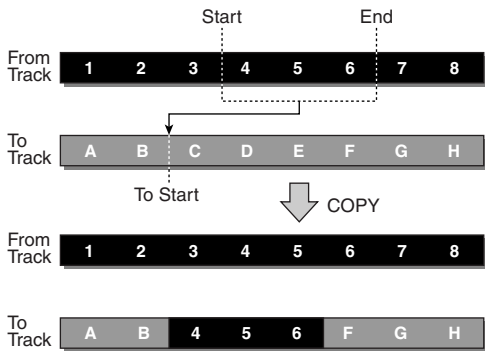 Start End
From Track 1 2 3 4 5 6 7 8
To Track A B C D E F G H
To Start
COPY
From Track 1 2 3 4 5 6 7 8
To Track A B 4 5 6 F G H